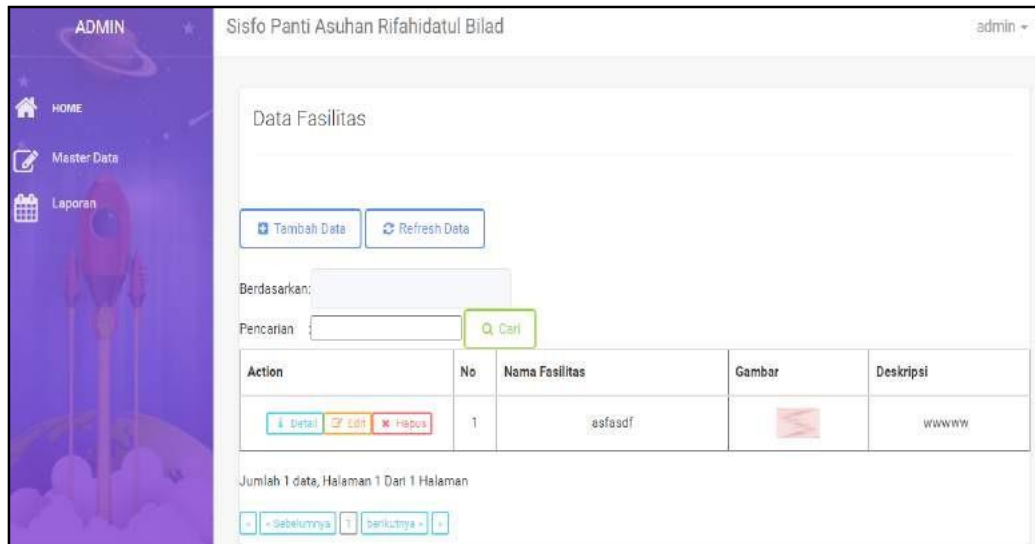 ADMIN
Sisfo Panti Asuhan Rifahidatul Bilad
admin
HOME
Master Data
Laporan
Data Fasilitas
Tambah Data
Refresh Data
Berdasarkan:
Pencarian :
Cari
Action No Nama Fasilitas Gambar Deskripsi
Detail Edit Hapus 1 asfasdf wwwww
Jumlah 1 data, Halaman 1 Dari 1 Halaman
« « Sebelumnya 1 berikutnya » »